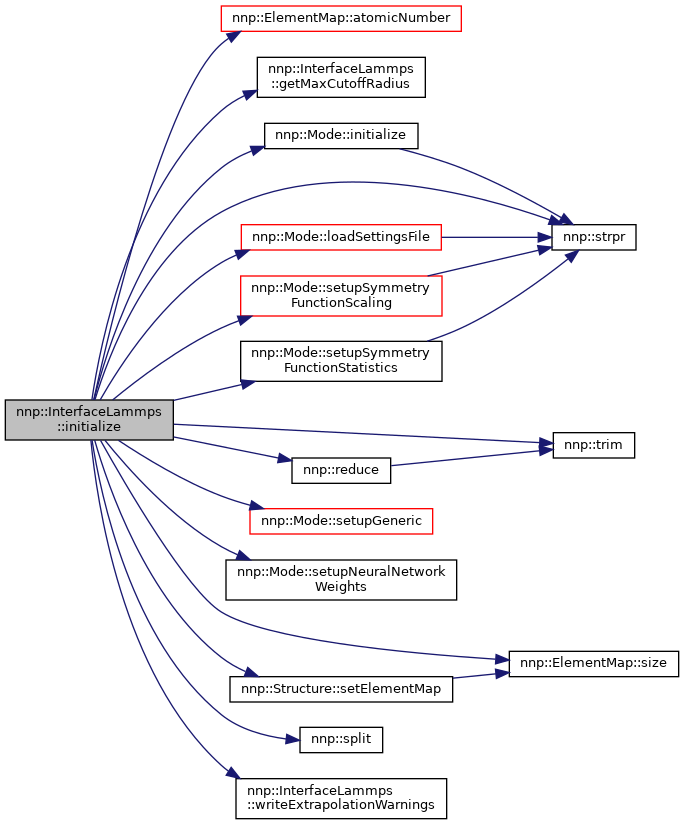 nnp::ElementMap::atomicNumber
nnp::InterfaceLammps
::getMaxCutoffRadius
nnp::Mode::initialize
nnp::strpr
nnp::Mode::loadSettingsFile
nnp::Mode::setupSymmetry
FunctionScaling
nnp::Mode::setupSymmetry
FunctionStatistics
nnp::InterfaceLammps
::initialize
nnp::trim
nnp::reduce
nnp::Mode::setupGeneric
nnp::Mode::setupNeuralNetwork
Weights
nnp::ElementMap::size
nnp::Structure::setElementMap
nnp::split
nnp::InterfaceLammps
::writeExtrapolationWarnings